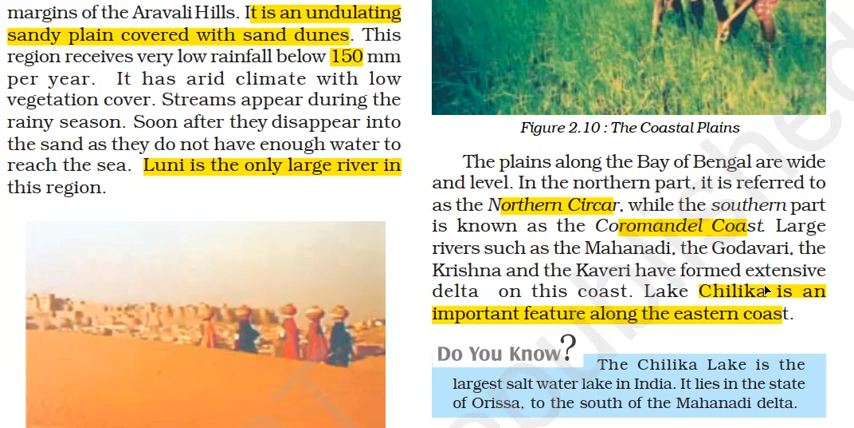 margins of the Aravali Hills. It is an undulating
sandy plain covered with sand dunes. This
region receives very low rainfall below 150 mm
per year. It has arid climate with low
vegetation cover. Streams appear during the
rainy season. Soon after they disappear into
the sand as they do not have enough water to
reach the sea. Luni is the only large river in
this region.
Figure 2.10 : The Coastal Plains
The plains along the Bay of Bengal are wide
and level. In the northern part, it is referred to
as the Northern Circar, while the southern part
is known as the Coromandel Coast. Large
rivers such as the Mahanadi, the Godavari, the
Krishna and the Kaveri have formed extensive
delta on this coast. Lake Chilika is an
important feature along the eastern coast.
Do You Know?
The Chilika Lake is the
largest salt water lake in India. It lies in the state
of Orissa, to the south of the Mahanadi delta.